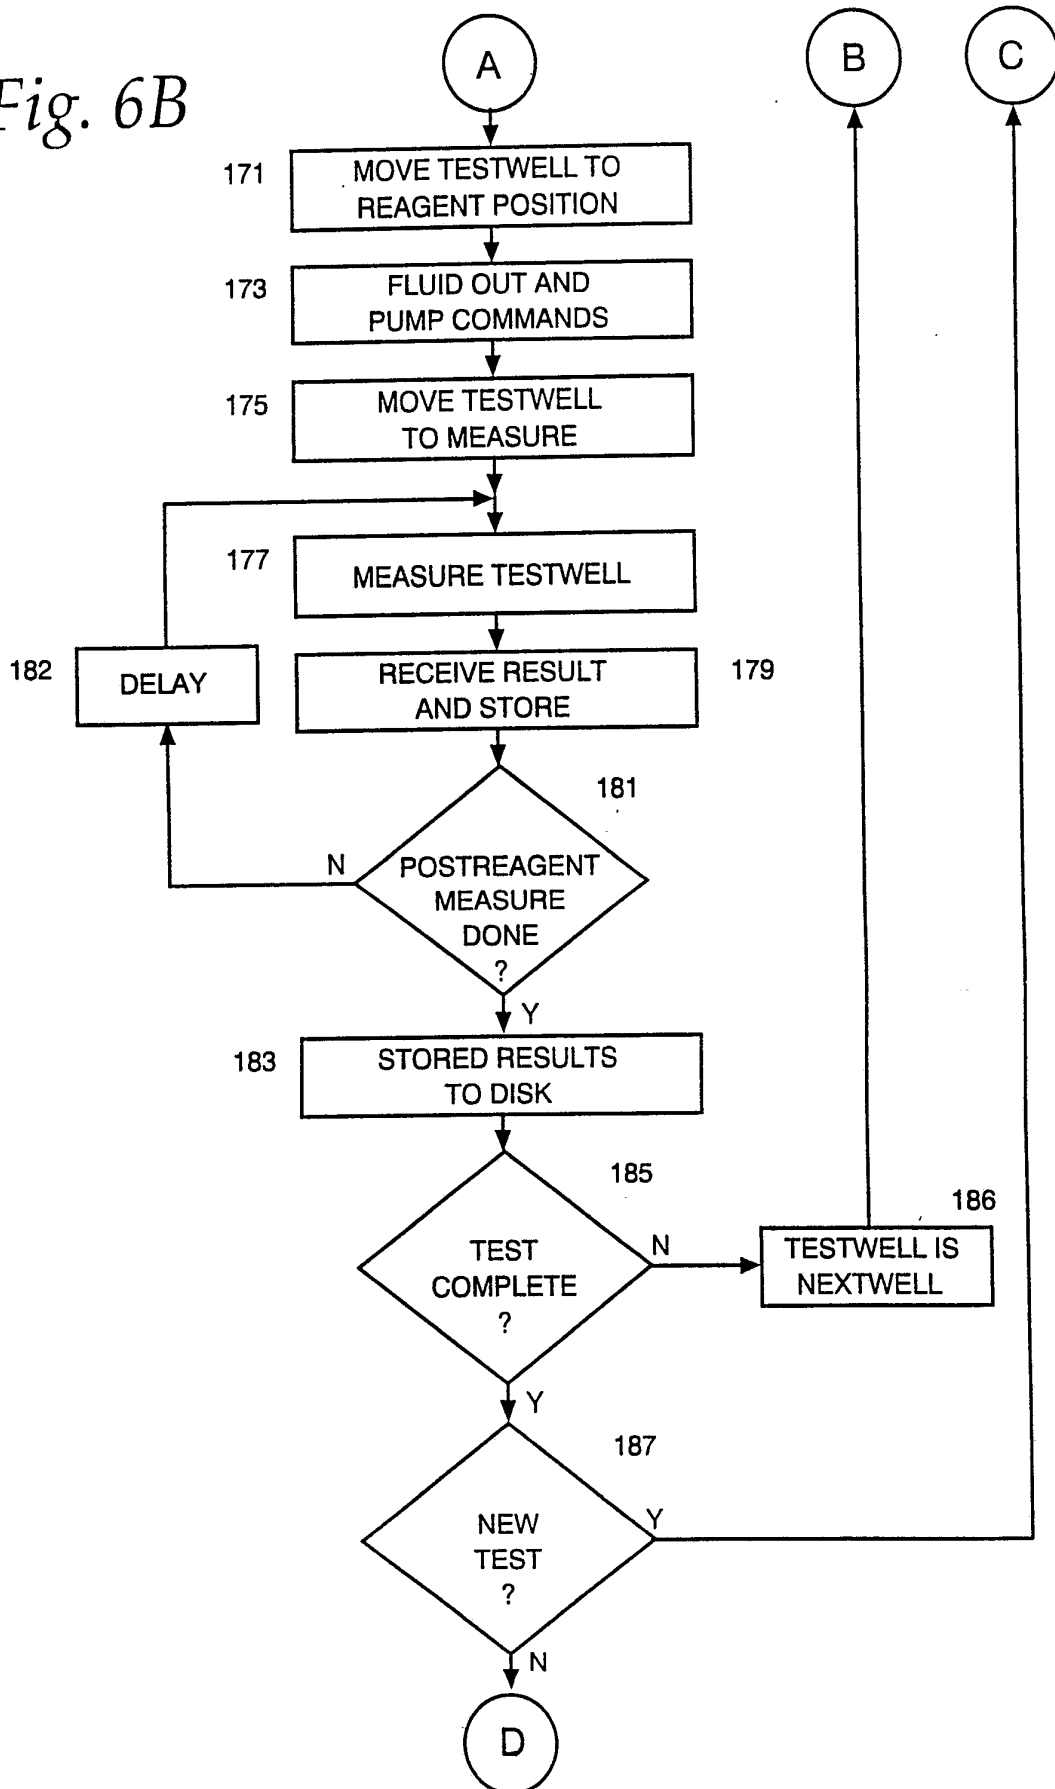 Fig. 6B
A
B
C
171
MOVE TESTWELL TO
REAGENT POSITION
173
FLUID OUT AND
PUMP COMMANDS
175
MOVE TESTWELL
TO MEASURE
177
MEASURE TESTWELL
182
DELAY
RECEIVE RESULT
AND STORE
179
181
N
POSTREAGENT
MEASURE
DONE
?
Y
183
STORED RESULTS
TO DISK
185
TEST
COMPLETE
?
N
186
TESTWELL IS
NEXTWELL
Y
187
NEW
TEST
?
Y
N
D